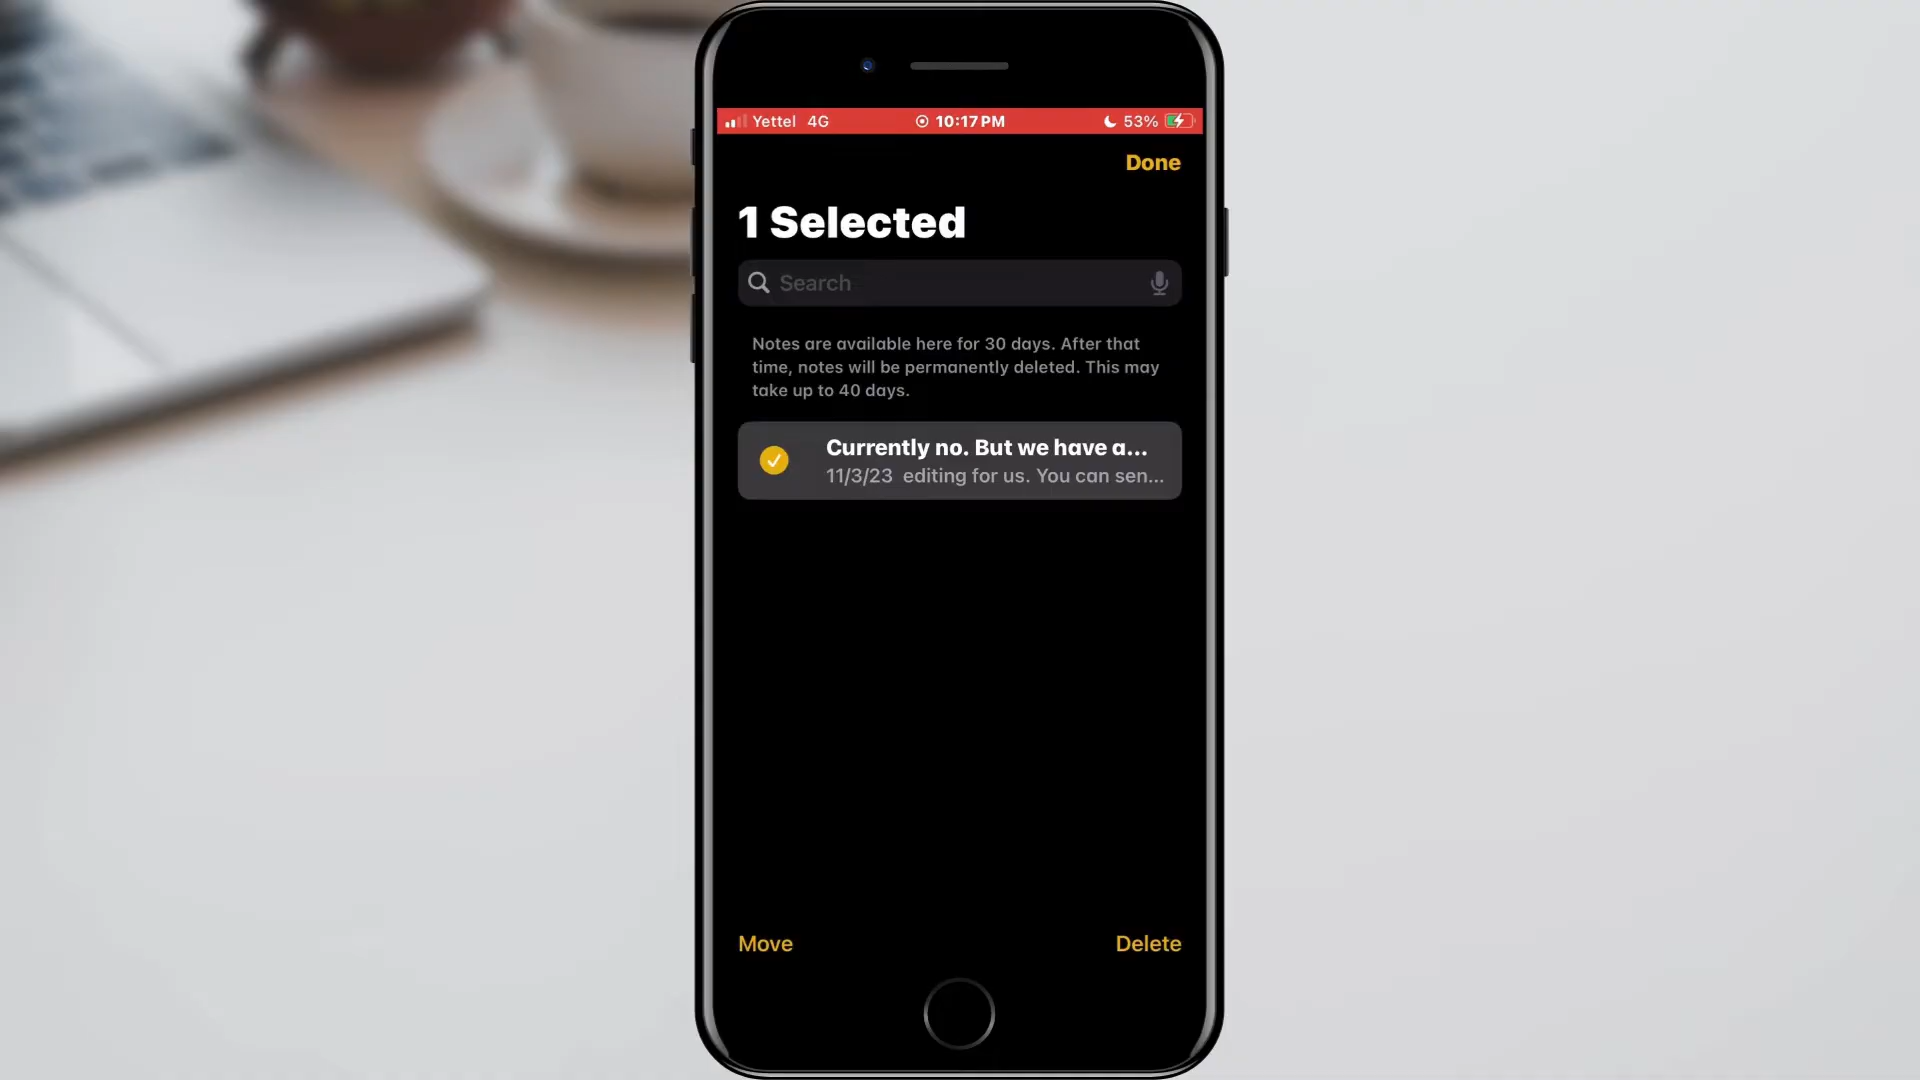 Yettel 4G 10:17 PM 53%
Done
1 Selected
Search
Notes are available here for 30 days. After that
time, notes will be permanently deleted. This may
take up to 40 days.
Currently no. But we have a...
11/3/23 editing for us. You can sen...
Move Delete